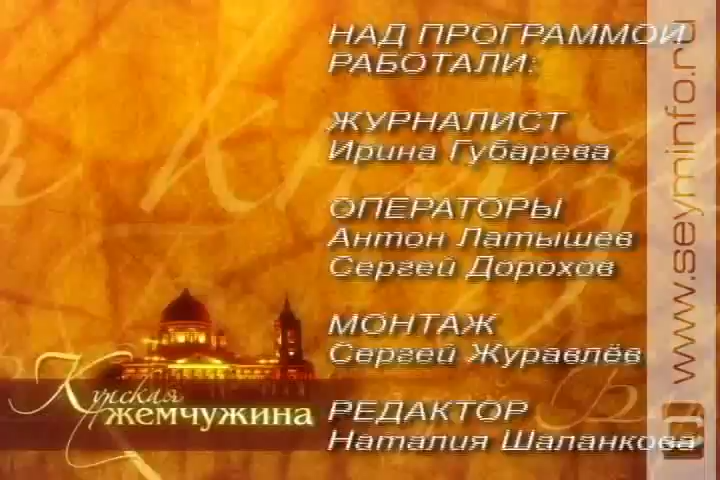 НАД ПРОГРАММОЙ
РАБОТАЛИ:
ЖУРНАЛИСТ
Ирина Губарева
ОПЕРАТОРЫ
Антон Латышев
Сергей Дорохов
МОНТАЖ
Сергей Журавлёв
РЕДАКТОР
Наталия Шаланкова
Курская
жемчужина
www.seyminfo.ru